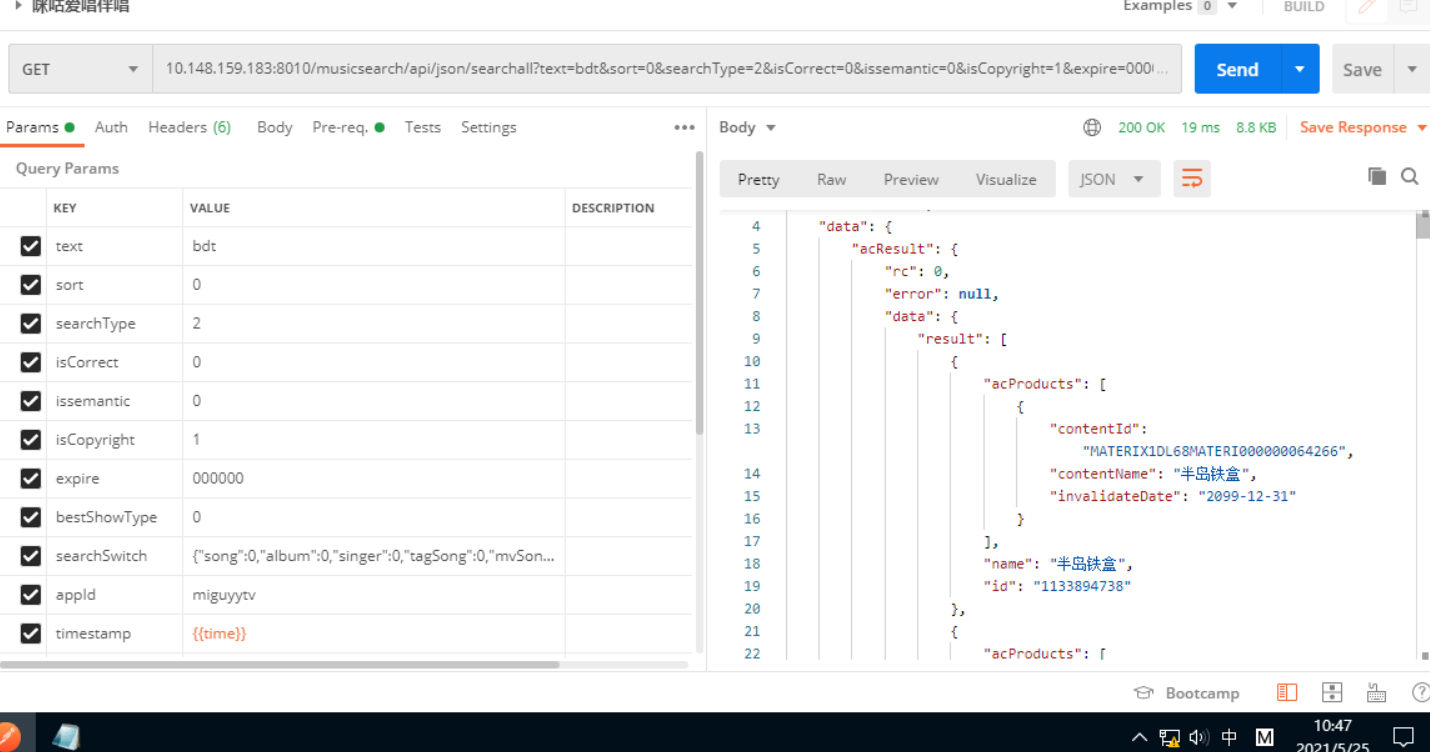 咪咕爱唱伴唱
Examples 0 BUILD
GET 10.148.159.183:8010/musicsearch/api/json/searchall?text=bdt&sort=0&searchType=2&isCorrect=0&issemantic=0&isCopyright=1&expire=000 ... Send Save
Params Auth Headers (6) Body Pre-req. Tests Settings
Query Params
KEY VALUE DESCRIPTION
text bdt
sort 0
searchType 2
isCorrect 0
issemantic 0
isCopyright 1
expire 000000
bestShowType 0
searchSwitch {"song":0,"album":0,"singer":0,"tagSong":0,"mvSon...
appId miguyytv
timestamp {{time}}
Body 200 OK 19 ms 8.8 KB Save Response
Pretty Raw Preview Visualize JSON
4 "data": {
5 "acResult": {
6 "rc": 0,
7 "error": null,
8 "data": {
9 "result": [
10 {
11 "acProducts": [
12 {
13 "contentId":
"MATERIX1DL68MATERI000000064266",
14 "contentName": "半岛铁盒",
15 "invalidateDate": "2099-12-31"
16 }
17 ],
18 "name": "半岛铁盒",
19 "id": "1133894738"
20 },
21 {
22 "acProducts": [
Bootcamp
中 M 10:47
2021/5/25